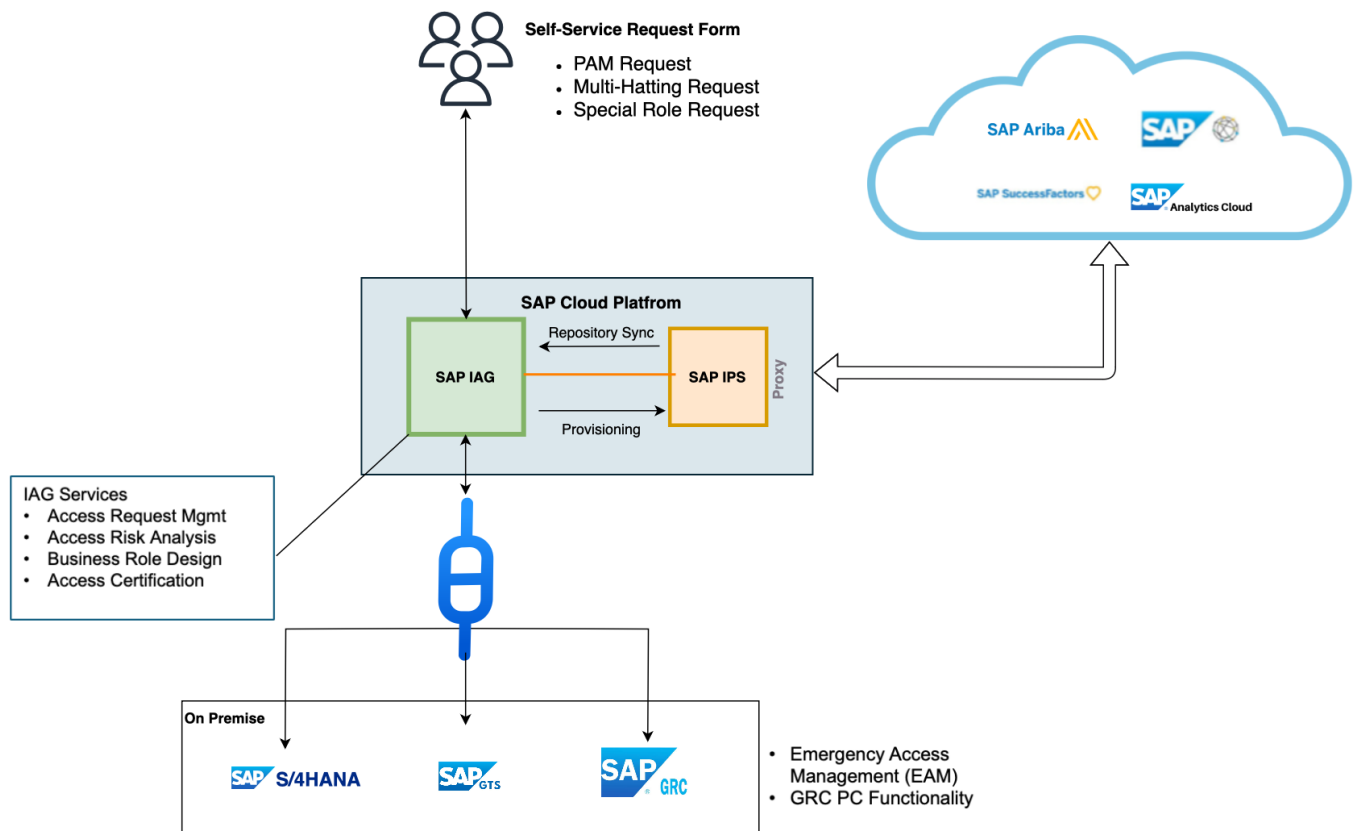 Self-Service Request Form
• PAM Request
• Multi-Hatting Request
• Special Role Request
SAP Ariba
SAP
SAP SuccessFactors
SAP Analytics Cloud
SAP Cloud Platfrom
Repository Sync
SAP IAG
SAP IPS
Proxy
Provisioning
IAG Services
• Access Request Mgmt
• Access Risk Analysis
• Business Role Design
• Access Certification
On Premise
SAP S/4HANA
SAP GTS
SAP GRC
• Emergency Access
Management (EAM)
• GRC PC Functionality